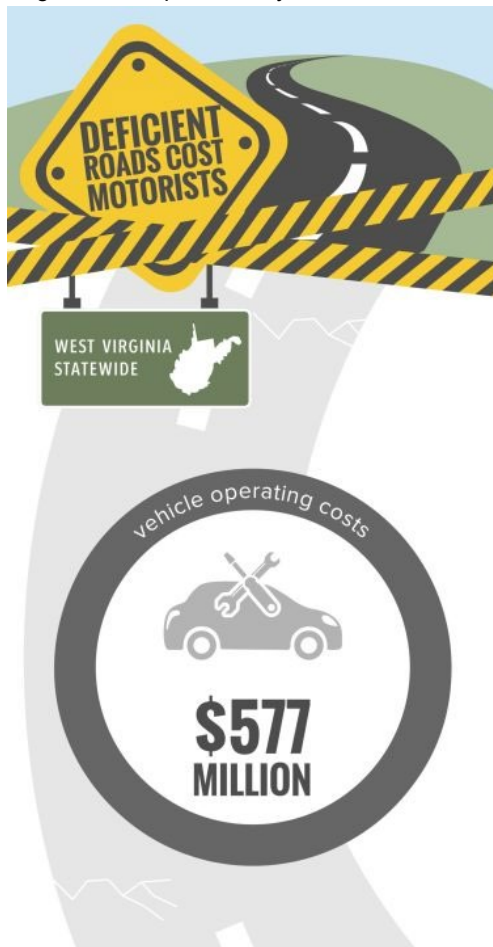 DEFICIENT
ROADS COST
MOTORISTS
WEST VIRGINIA
STATEWIDE
vehicle operating costs
$577
MILLION